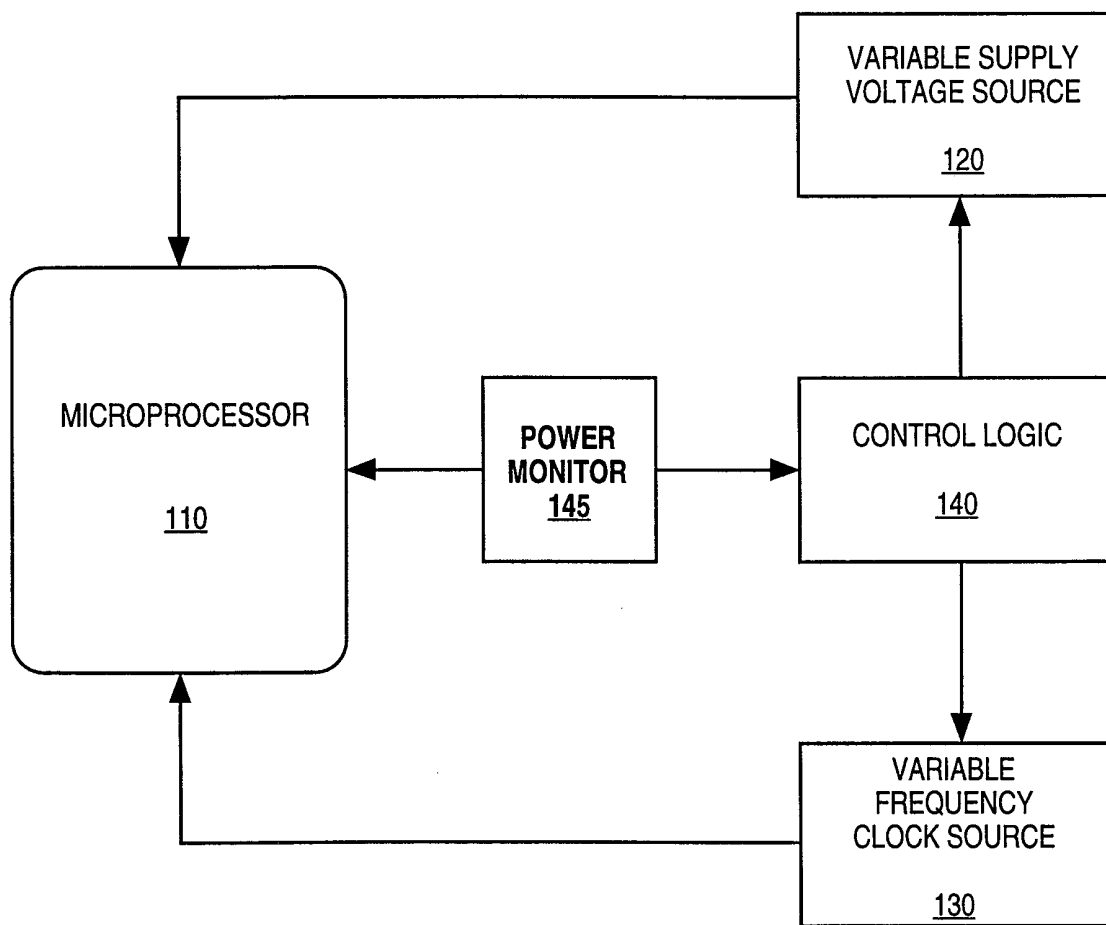 VARIABLE SUPPLY
VOLTAGE SOURCE
120
MICROPROCESSOR
110
POWER
MONITOR
145
CONTROL LOGIC
140
VARIABLE
FREQUENCY
CLOCK SOURCE
130